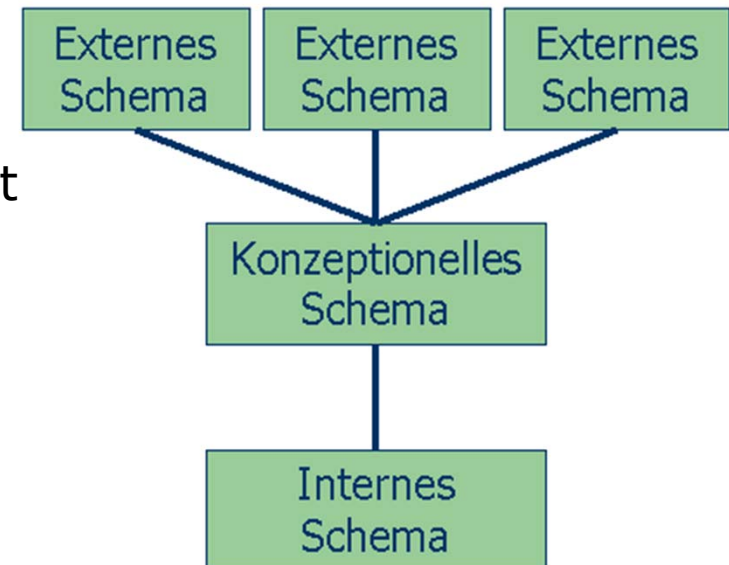 Externes
Schema
Externes
Schema
Externes
Schema
t
Konzeptionelles
Schema
Internes
Schema